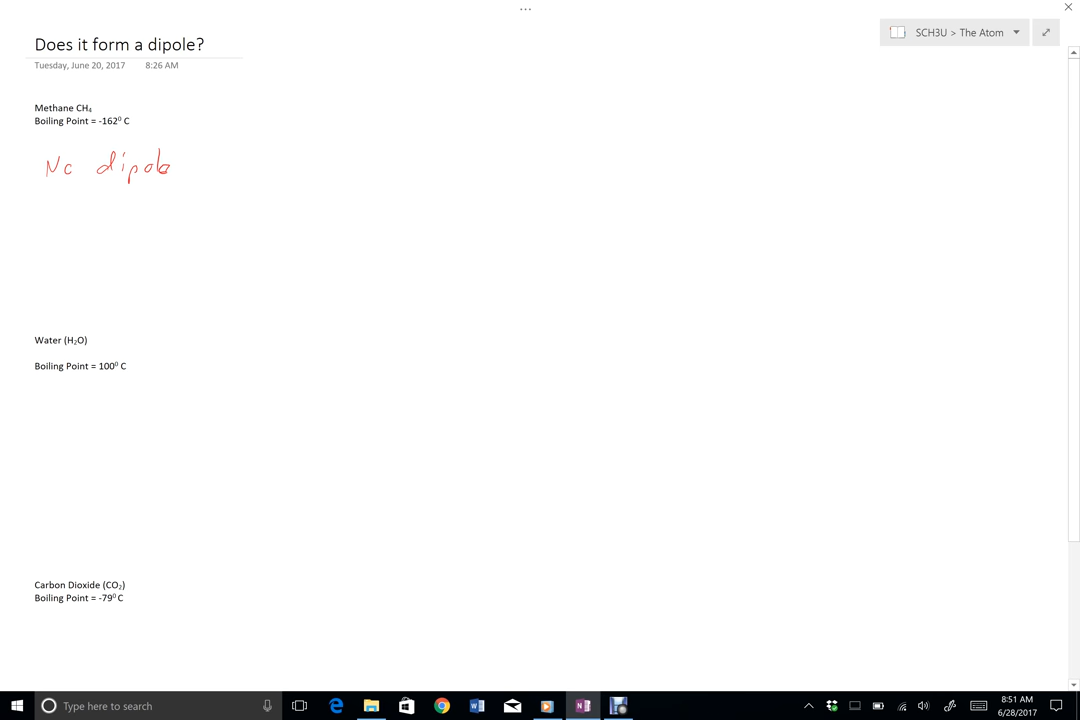 ...
SCH3U > The Atom
Does it form a dipole?
Tuesday, June 20, 2017 8:26 AM
Methane CH₄
Boiling Point = -162⁰ C
No dipole
Water (H₂O)
Boiling Point = 100⁰ C
Carbon Dioxide (CO₂)
Boiling Point = -79⁰ C
Type here to search
8:51 AM
6/28/2017